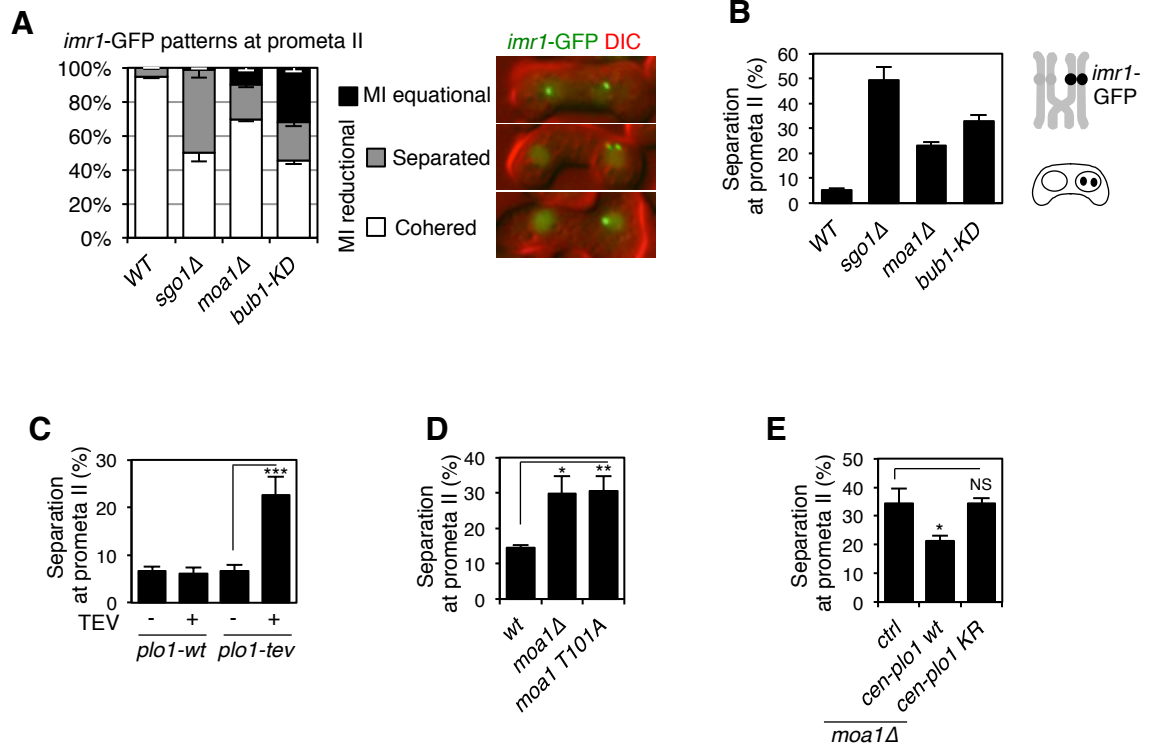 A
imr1-GFP patterns at prometa II
100%
80%
60%
40%
20%
0%
WT
sgo1Δ
moa1Δ
bub1-KD
MI equational
MI reductional
Separated
Cohered
imr1-GFP DIC
B
Separation
at prometa II (%)
60
50
40
30
20
10
0
WT
sgo1Δ
moa1Δ
bub1-KD
imr1-
GFP
C
Separation
at prometa II (%)
30
20
10
0
***
TEV - + - +
plo1-wt plo1-tev
D
Separation
at prometa II (%)
40
30
20
10
0
* **
wt
moa1Δ
moa1 T101A
E
Separation
at prometa II (%)
50
40
30
20
10
0
* NS
ctrl
cen-plo1 wt
cen-plo1 KR
moa1Δ